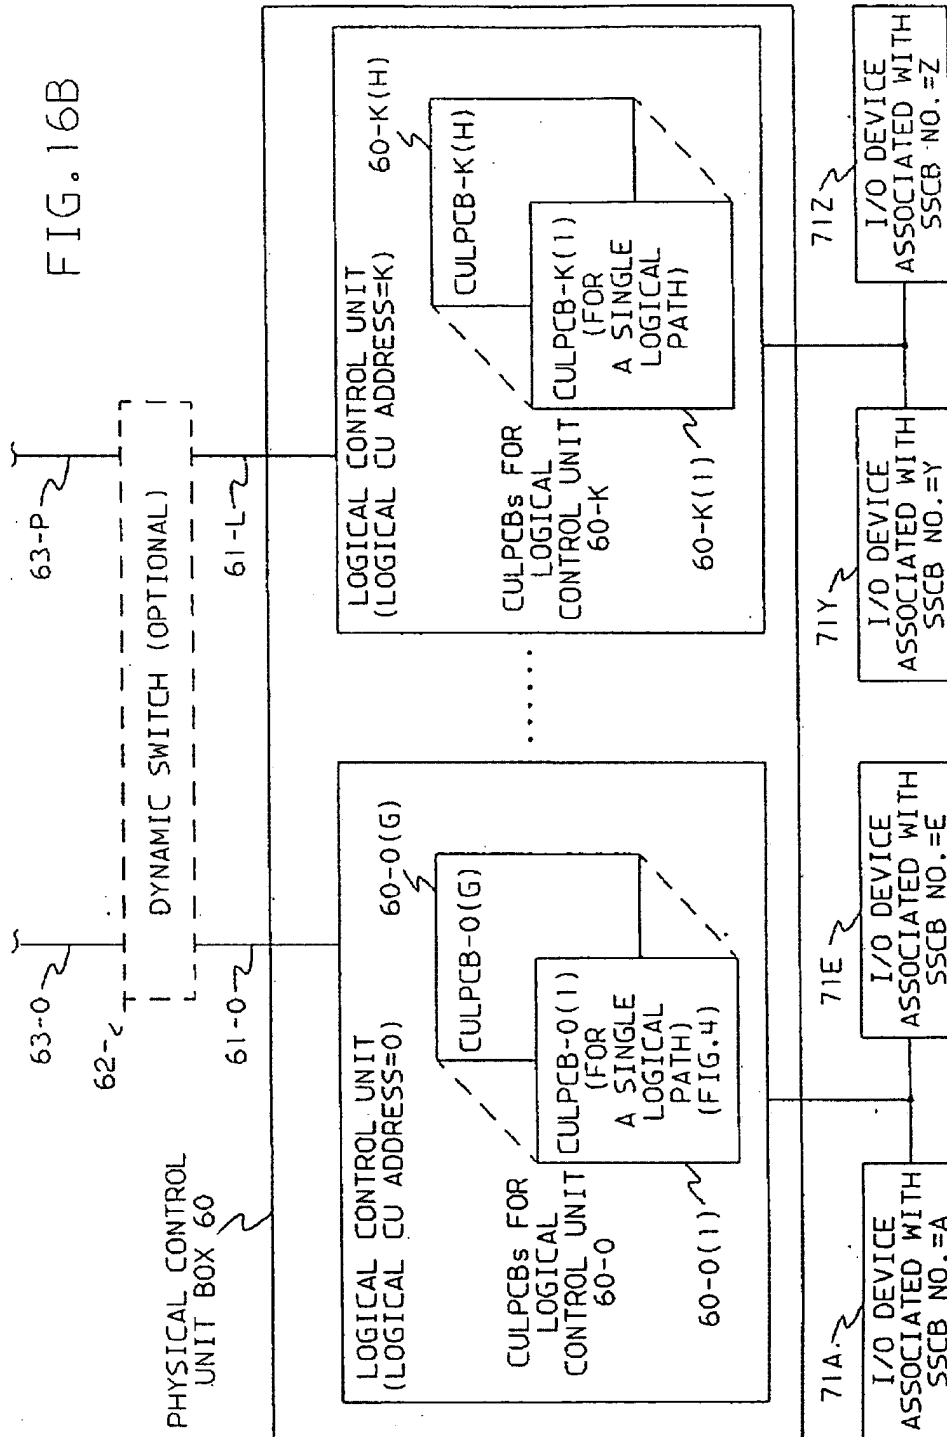 FIG.16B
63-0
63-P
62
DYNAMIC SWITCH (OPTIONAL)
61-0
61-L
PHYSICAL CONTROL
UNIT BOX 60
LOGICAL CONTROL UNIT
(LOGICAL CU ADDRESS=0)
60-0(G)
CULPCB-0(G)
CULPCBs FOR
LOGICAL
CONTROL UNIT
60-0
CULPCB-0(1)
(FOR
A SINGLE
LOGICAL
PATH)
(FIG.4)
60-0(1)
......
LOGICAL CONTROL UNIT
(LOGICAL CU ADDRESS=K)
60-K(H)
CULPCB-K(H)
CULPCBs FOR
LOGICAL
CONTROL UNIT
60-K
CULPCB-K(1)
(FOR
A SINGLE
LOGICAL
PATH)
60-K(1)
71A
I/O DEVICE
ASSOCIATED WITH
SSCB NO.=A
71E
I/O DEVICE
ASSOCIATED WITH
SSCB NO.=E
71Y
I/O DEVICE
ASSOCIATED WITH
SSCB NO.=Y
71Z
I/O DEVICE
ASSOCIATED WITH
SSCB NO.=Z